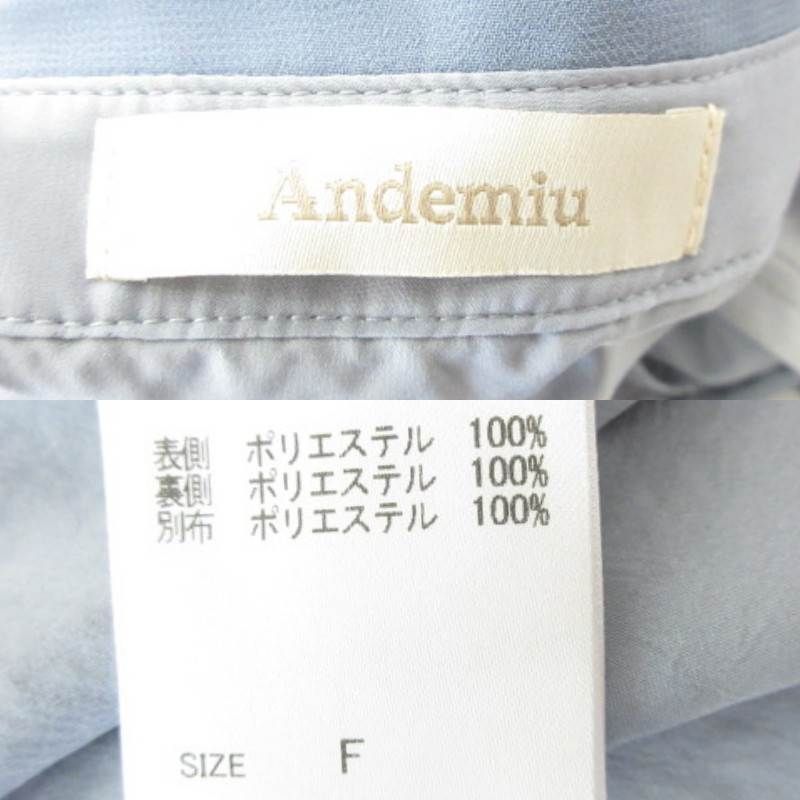 Andemiu
表側 ポリエステル 100%
裏側 ポリエステル 100%
別布 ポリエステル 100%
SIZE F